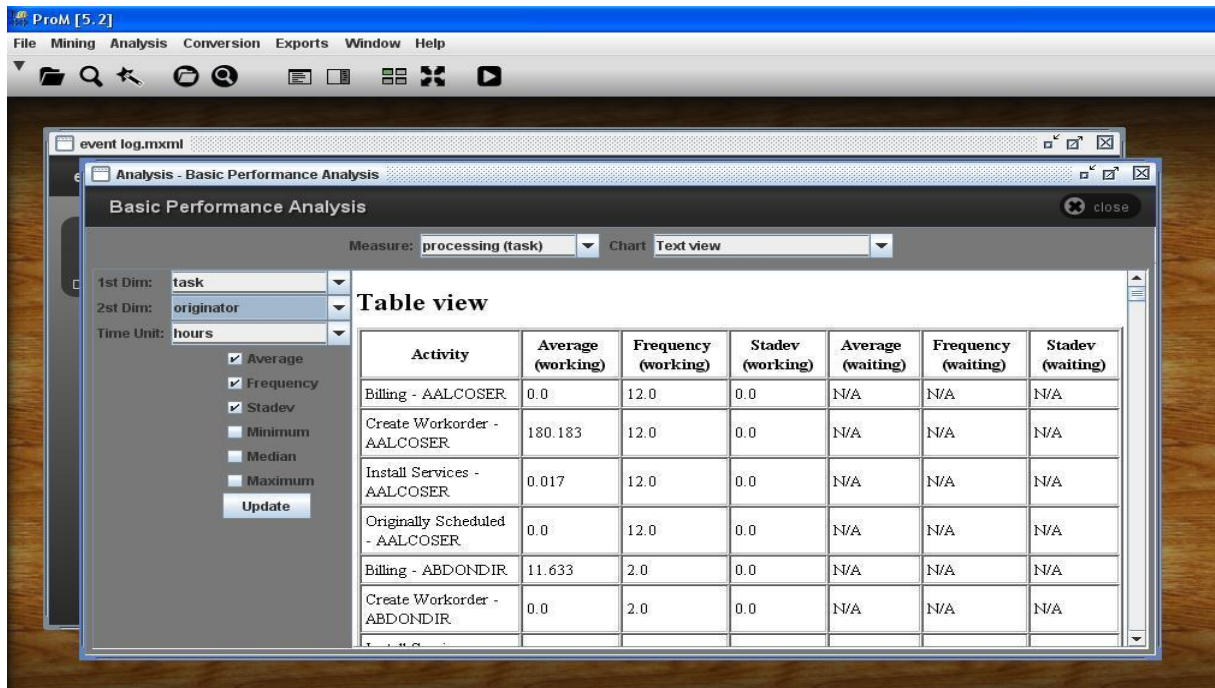 ProM [5.2]
File Mining Analysis Conversion Exports Window Help
event log.mxml
Analysis - Basic Performance Analysis
Basic Performance Analysis
close
Measure: processing (task) Chart Text view
1st Dim: task
2st Dim: originator
Time Unit: hours
Average
Frequency
Stadev
Minimum
Median
Maximum
Update
Table view
Activity Average (working) Frequency (working) Stadev (working) Average (waiting) Frequency (waiting) Stadev (waiting)
Billing - AALCOSER 0.0 12.0 0.0 N/A N/A N/A
Create Workorder - AALCOSER 180.183 12.0 0.0 N/A N/A N/A
Install Services - AALCOSER 0.017 12.0 0.0 N/A N/A N/A
Originally Scheduled - AALCOSER 0.0 12.0 0.0 N/A N/A N/A
Billing - ABDONDIR 11.633 2.0 0.0 N/A N/A N/A
Create Workorder - ABDONDIR 0.0 2.0 0.0 N/A N/A N/A